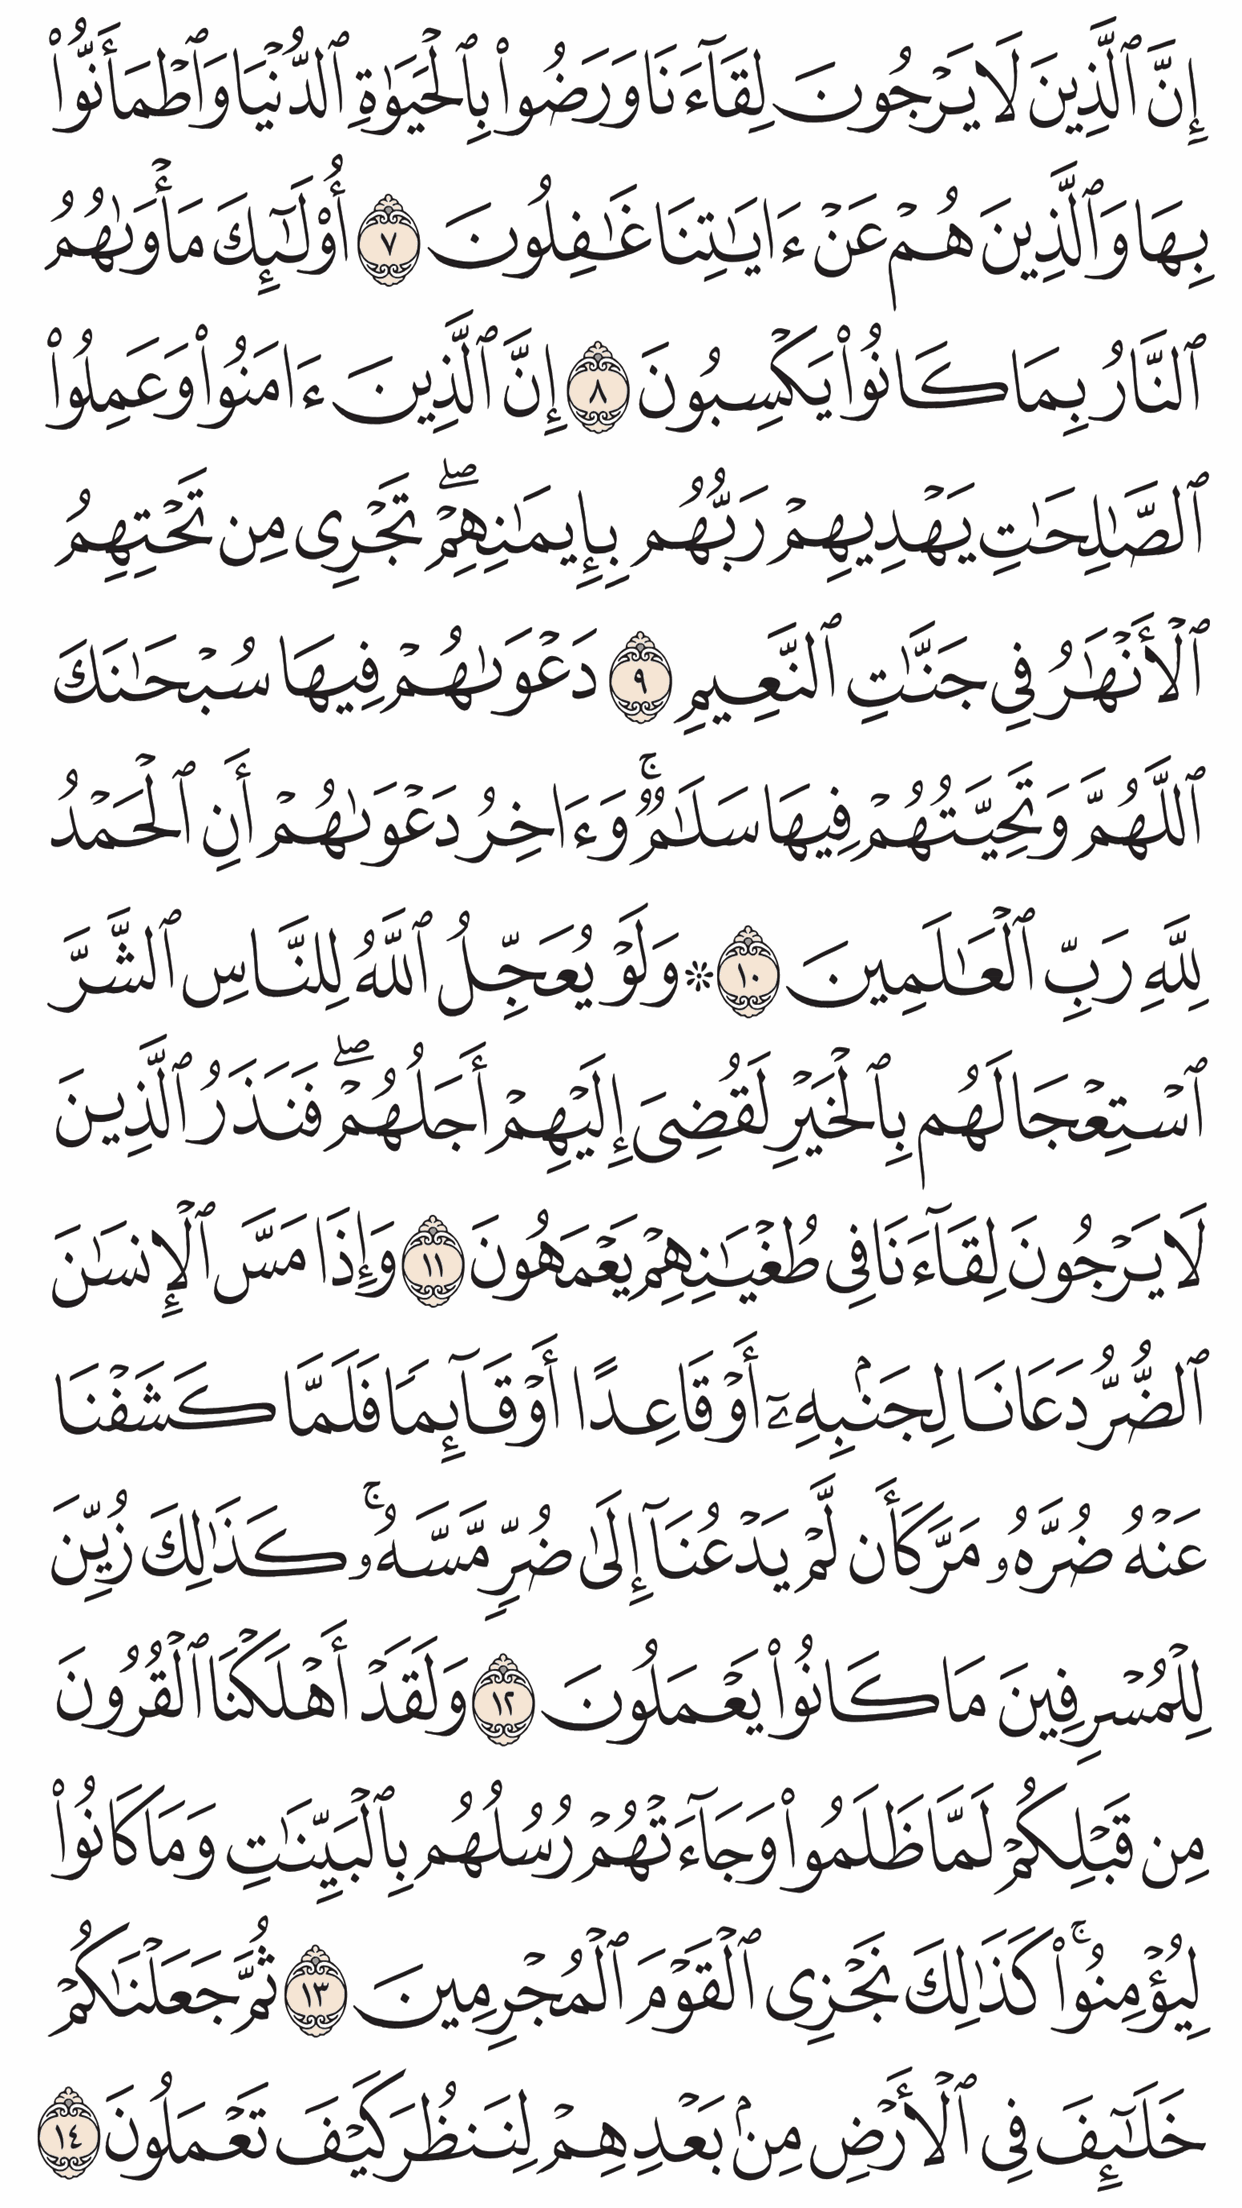 إِنَّ ٱلَّذِينَ لَا يَرْجُونَ لِقَآءَنَا وَرَضُوا۟ بِٱلْحَيَوٰةِ ٱلدُّنْيَا وَٱطْمَأَنُّوا۟
بِهَا وَٱلَّذِينَ هُمْ عَنْ ءَايَـٰتِنَا غَـٰفِلُونَ ٧ أُو۟لَـٰٓئِكَ مَأْوَىٰهُمُ
ٱلنَّارُ بِمَا كَانُوا۟ يَكْسِبُونَ ٨ إِنَّ ٱلَّذِينَ ءَامَنُوا۟ وَعَمِلُوا۟
ٱلصَّـٰلِحَـٰتِ يَهْدِيهِمْ رَبُّهُم بِإِيمَـٰنِهِمْ ۖ تَجْرِى مِن تَحْتِهِمُ
ٱلْأَنْهَـٰرُ فِى جَنَّـٰتِ ٱلنَّعِيمِ ٩ دَعْوَىٰهُمْ فِيهَا سُبْحَـٰنَكَ
ٱللَّهُمَّ وَتَحِيَّتُهُمْ فِيهَا سَلَـٰمٌ ۚ وَءَاخِرُ دَعْوَىٰهُمْ أَنِ ٱلْحَمْدُ
لِلَّهِ رَبِّ ٱلْعَـٰلَمِينَ ١٠ ۞ وَلَوْ يُعَجِّلُ ٱللَّهُ لِلنَّاسِ ٱلشَّرَّ
ٱسْتِعْجَالَهُم بِٱلْخَيْرِ لَقُضِىَ إِلَيْهِمْ أَجَلُهُمْ ۖ فَنَذَرُ ٱلَّذِينَ
لَا يَرْجُونَ لِقَآءَنَا فِى طُغْيَـٰنِهِمْ يَعْمَهُونَ ١١ وَإِذَا مَسَّ ٱلْإِنسَـٰنَ
ٱلضُّرُّ دَعَانَا لِجَنۢبِهِۦٓ أَوْ قَاعِدًا أَوْ قَآئِمًا فَلَمَّا كَشَفْنَا
عَنْهُ ضُرَّهُۥ مَرَّ كَأَن لَّمْ يَدْعُنَآ إِلَىٰ ضُرٍّ مَّسَّهُۥ ۚ كَذَٰلِكَ زُيِّنَ
لِلْمُسْرِفِينَ مَا كَانُوا۟ يَعْمَلُونَ ١٢ وَلَقَدْ أَهْلَكْنَا ٱلْقُرُونَ
مِن قَبْلِكُمْ لَمَّا ظَلَمُوا۟ وَجَآءَتْهُمْ رُسُلُهُم بِٱلْبَيِّنَـٰتِ وَمَا كَانُوا۟
لِيُؤْمِنُوا۟ ۚ كَذَٰلِكَ نَجْزِى ٱلْقَوْمَ ٱلْمُجْرِمِينَ ١٣ ثُمَّ جَعَلْنَـٰكُمْ
خَلَـٰٓئِفَ فِى ٱلْأَرْضِ مِنۢ بَعْدِهِمْ لِنَنظُرَ كَيْفَ تَعْمَلُونَ ١٤